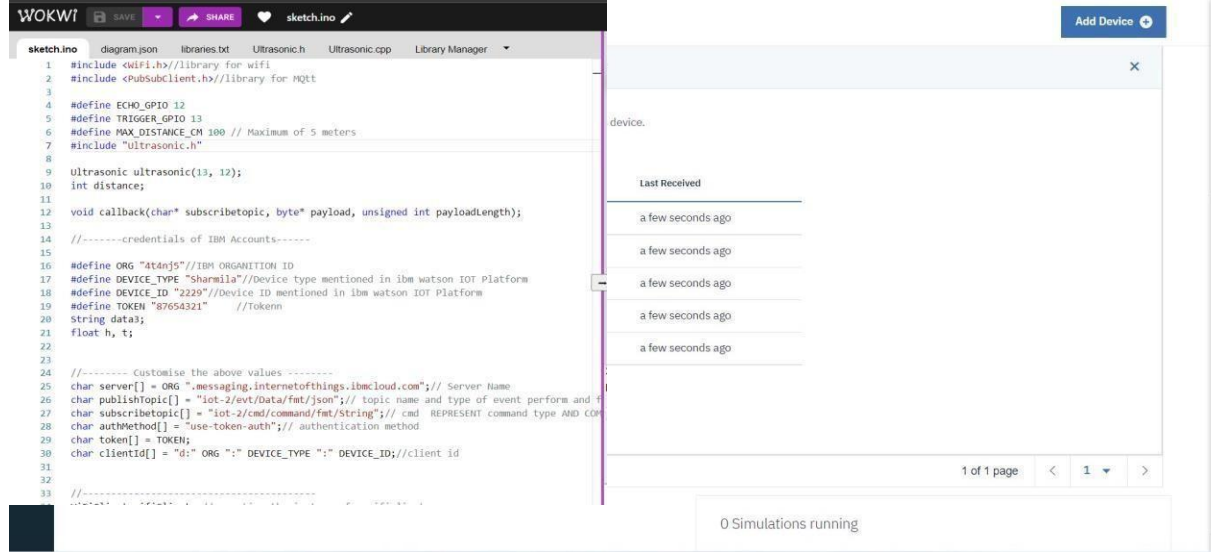 WOKWI SAVE SHARE sketch.ino
Add Device
sketch.ino diagram.json libraries.txt Ultrasonic.h Ultrasonic.cpp Library Manager
1 #include <WiFi.h>//library for wifi
2 #include <PubSubClient.h>//library for MQtt
3
4 #define ECHO_GPIO 12
5 #define TRIGGER_GPIO 13
6 #define MAX_DISTANCE_CM 100 // Maximum of 5 meters
7 #include "Ultrasonic.h"
8
9 Ultrasonic ultrasonic(13, 12);
10 int distance;
11
12 void callback(char* subscribetopic, byte* payload, unsigned int payloadLength);
13
14 //-------credentials of IBM Accounts------
15
16 #define ORG "4t4nj5"//IBM ORGANITION ID
17 #define DEVICE_TYPE "Sharmila"//Device type mentioned in ibm watson IOT Platform
18 #define DEVICE_ID "2229"//Device ID mentioned in ibm watson IOT Platform
19 #define TOKEN "87654321" //Tokenn
20 String data3;
21 float h, t;
22
23
24 //-------- Customise the above values --------
25 char server[] = ORG ".messaging.internetofthings.ibmcloud.com";// Server Name
26 char publishTopic[] = "iot-2/evt/Data/fmt/json";// topic name and type of event perform and f
27 char subscribetopic[] = "iot-2/cmd/command/fmt/String";// cmd REPRESENT command type AND COM
28 char authMethod[] = "use-token-auth";// authentication method
29 char token[] = TOKEN;
30 char clientId[] = "d:" ORG ":" DEVICE_TYPE ":" DEVICE_ID;//client id
31
32
33 //-----------------------------------------
device.
Last Received
a few seconds ago
a few seconds ago
a few seconds ago
a few seconds ago
a few seconds ago
1 of 1 page < 1 >
0 Simulations running